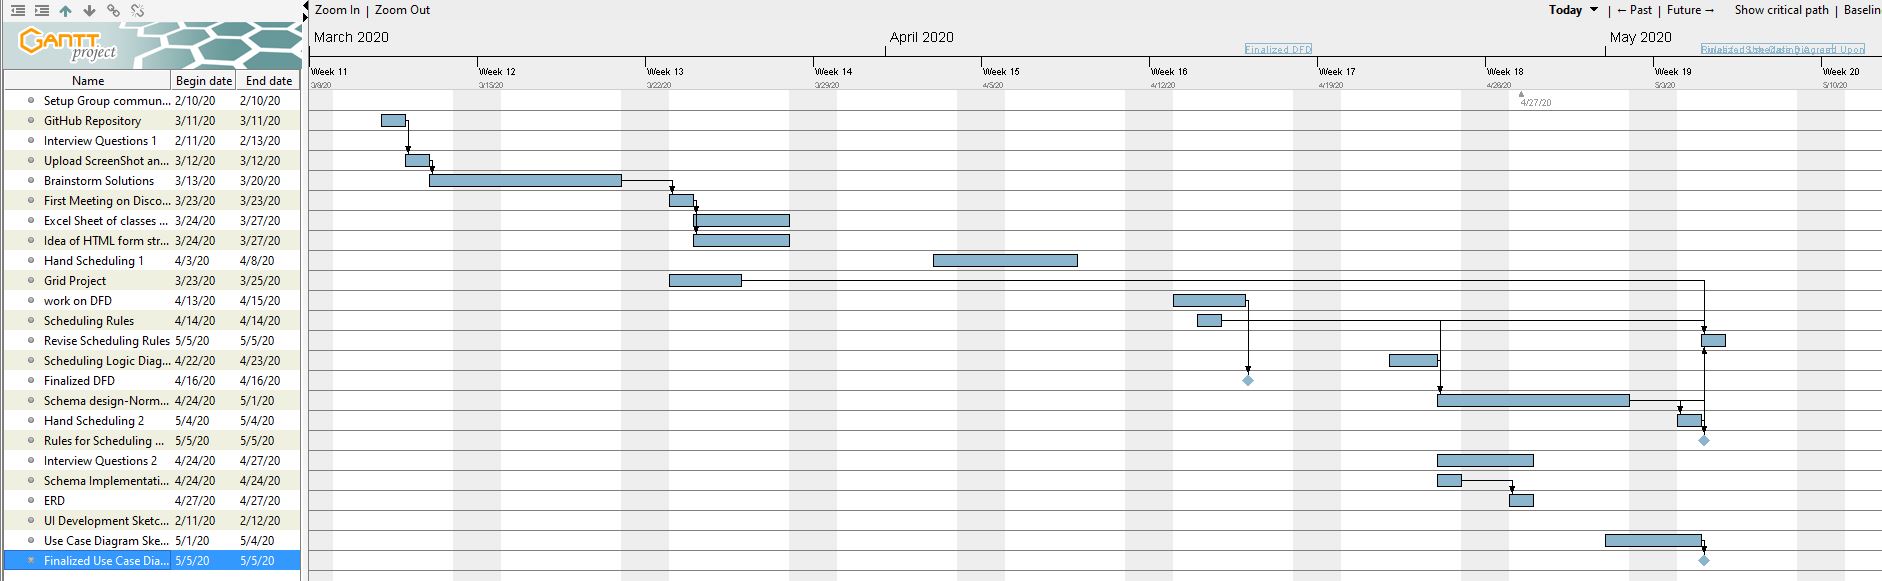 Zoom In | Zoom Out
Today ▼ | ← Past | Future → Show critical path | Baselin
GANTT
project
March 2020 April 2020 May 2020
Finalized DFD
Name Begin date End date
Week 11 Week 12 Week 13 Week 14 Week 15 Week 16 Week 17 Week 18 Week 19 Week 20
3/8/20 3/15/20 3/22/20 3/29/20 4/5/20 4/12/20 4/19/20 4/26/20 5/3/20 5/10/20
4/27/20
Setup Group commun... 2/10/20 2/10/20
GitHub Repository 3/11/20 3/11/20
Interview Questions 1 2/11/20 2/13/20
Upload ScreenShot an... 3/12/20 3/12/20
Brainstorm Solutions 3/13/20 3/20/20
First Meeting on Disco... 3/23/20 3/23/20
Excel Sheet of classes ... 3/24/20 3/27/20
Idea of HTML form str... 3/24/20 3/27/20
Hand Scheduling 1 4/3/20 4/8/20
Grid Project 3/23/20 3/25/20
work on DFD 4/13/20 4/15/20
Scheduling Rules 4/14/20 4/14/20
Revise Scheduling Rules 5/5/20 5/5/20
Scheduling Logic Diag... 4/22/20 4/23/20
Finalized DFD 4/16/20 4/16/20
Schema design-Norm... 4/24/20 5/1/20
Hand Scheduling 2 5/4/20 5/4/20
Rules for Scheduling ... 5/5/20 5/5/20
Interview Questions 2 4/24/20 4/27/20
Schema Implementati... 4/24/20 4/24/20
ERD 4/27/20 4/27/20
UI Development Sketc... 2/11/20 2/12/20
Use Case Diagram Ske... 5/1/20 5/4/20
Finalized Use Case Dia... 5/5/20 5/5/20